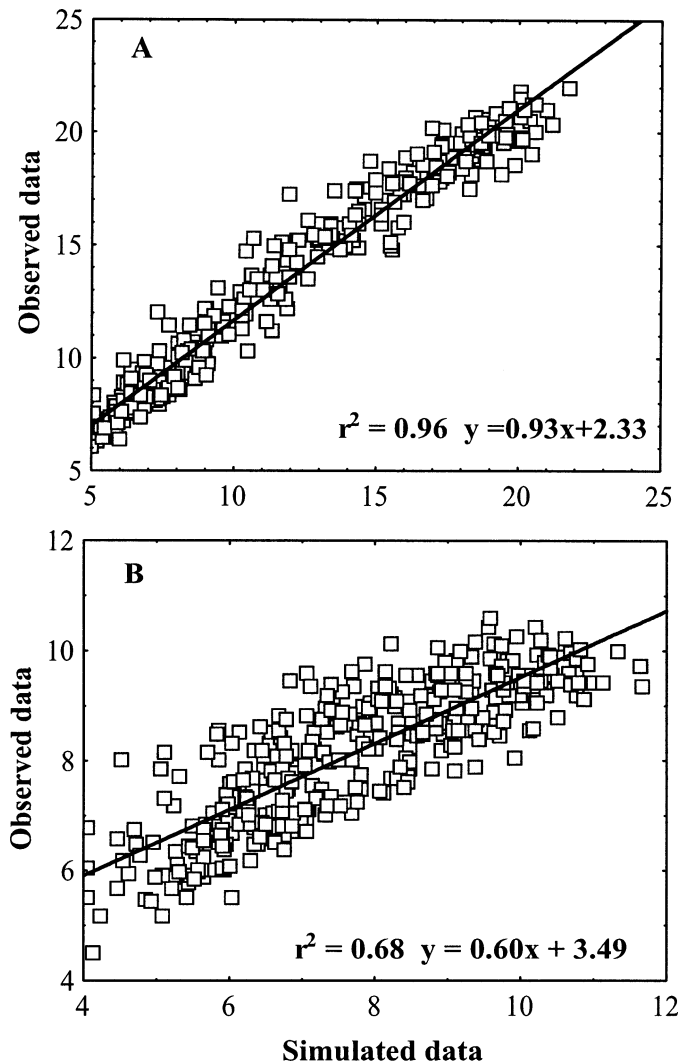 A
25
20
15
10
5
Observed data
r² = 0.96 y =0.93x+2.33
5 10 15 20 25
B
12
10
8
6
4
Observed data
r² = 0.68 y = 0.60x + 3.49
4 6 8 10 12
Simulated data